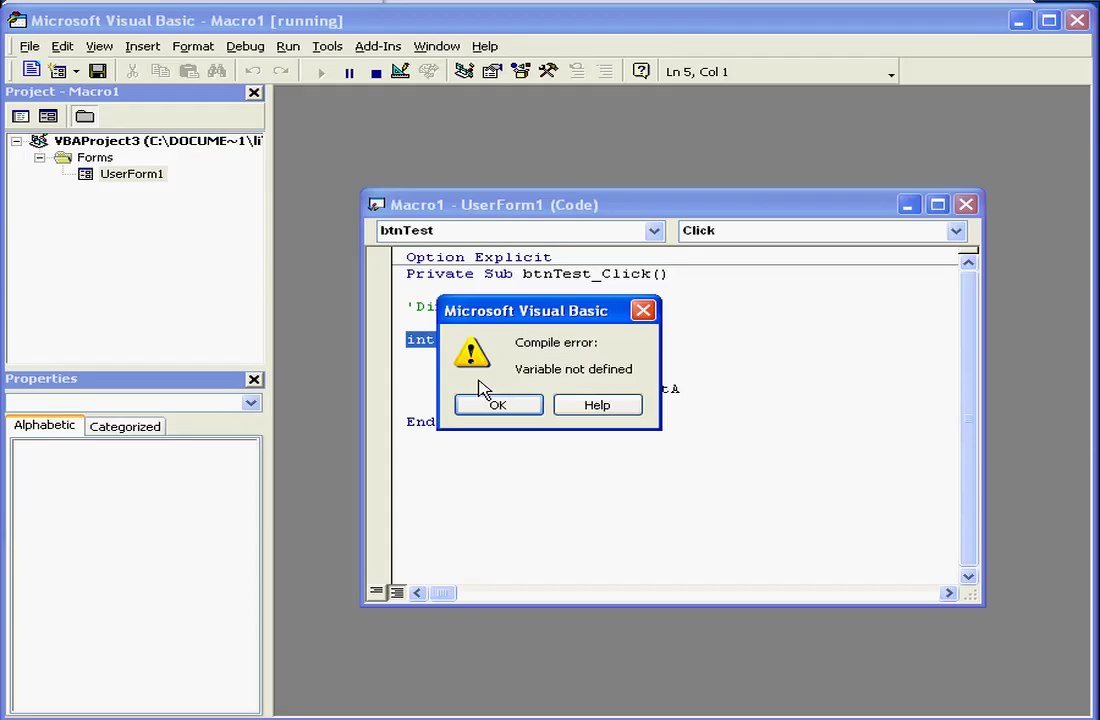 Microsoft Visual Basic - Macro1 [running]
File Edit View Insert Format Debug Run Tools Add-Ins Window Help
Ln 5, Col 1
Project - Macro1
VBAProject3 (C:\DOCUME~1\li
Forms
UserForm1
Macro1 - UserForm1 (Code)
btnTest Click
Option Explicit
Private Sub btnTest_Click()
'Di
int
tA
End
Microsoft Visual Basic
Compile error:
Variable not defined
OK Help
Properties
Alphabetic Categorized